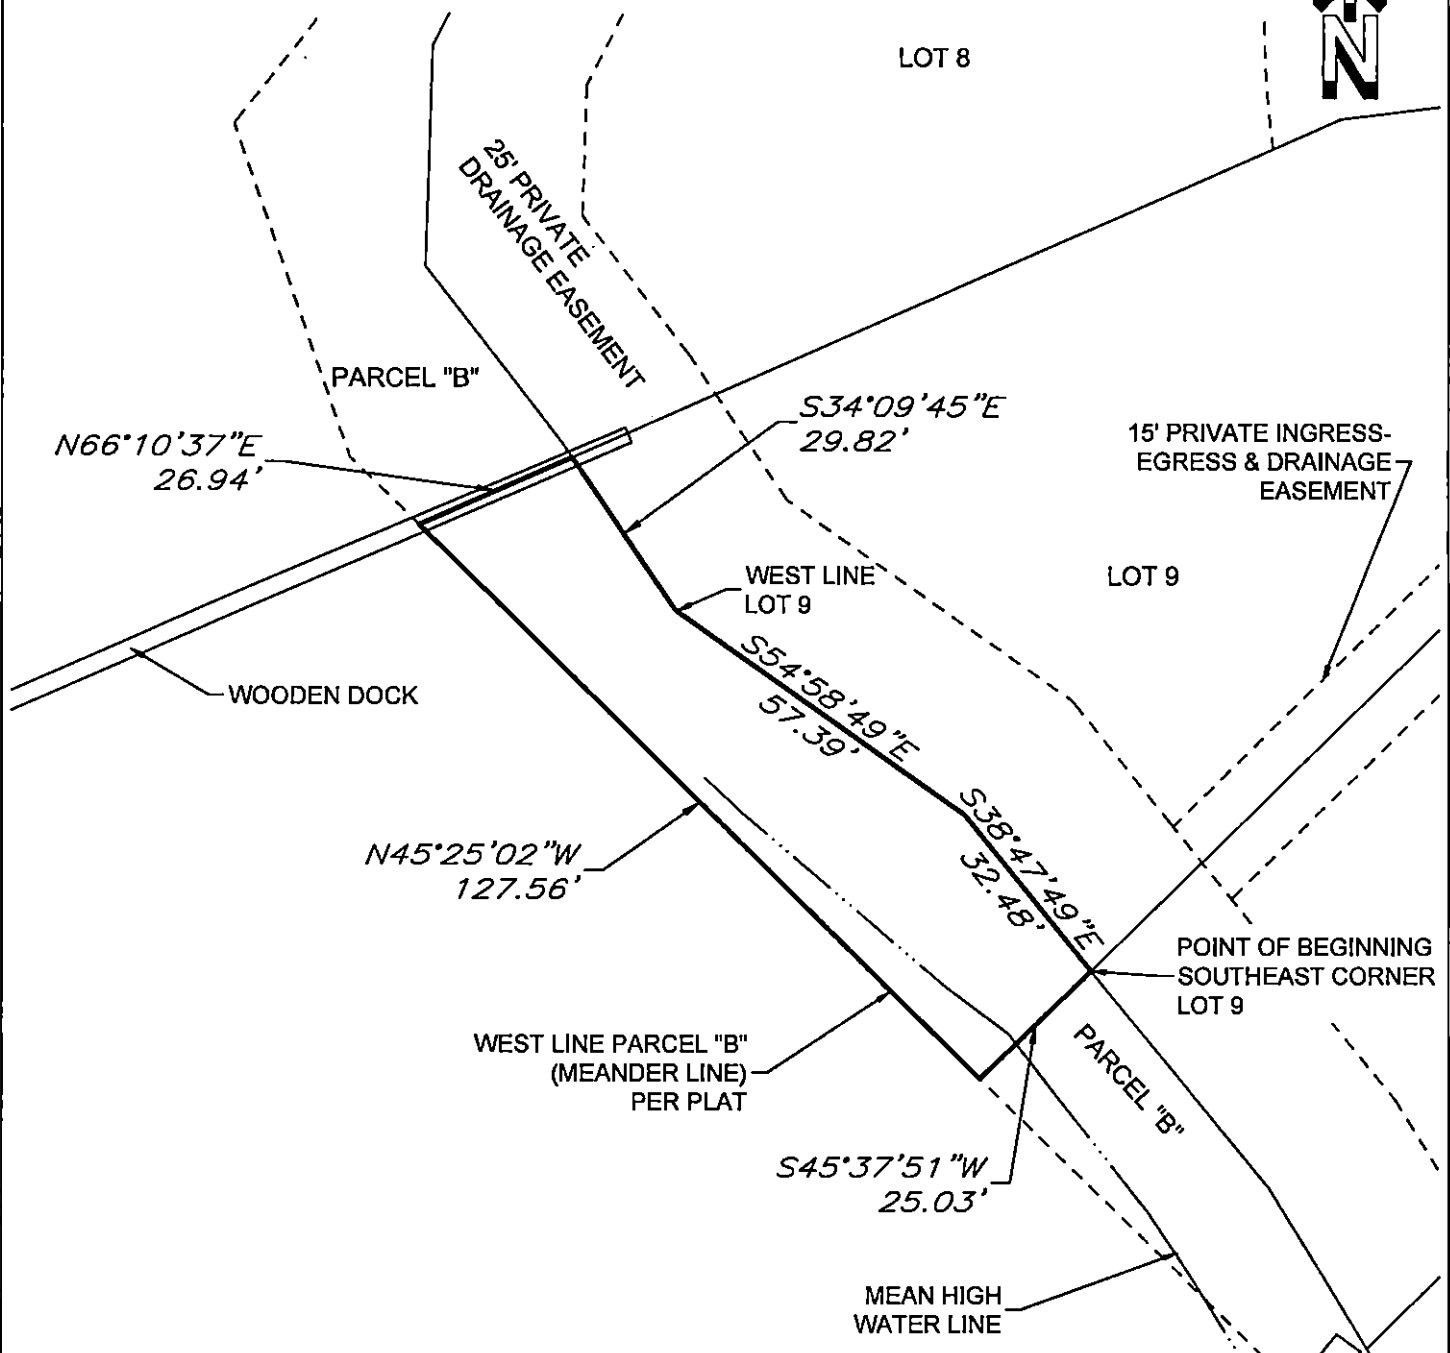 N
LOT 8
25' PRIVATE
DRAINAGE EASEMENT
PARCEL "B"
N66°10'37"E
26.94'
S34°09'45"E
29.82'
15' PRIVATE INGRESS-
EGRESS & DRAINAGE
EASEMENT
WEST LINE
LOT 9
LOT 9
WOODEN DOCK
S54°58'49"E
57.39'
S38°47'49"E
32.48'
N45°25'02"W
127.56'
POINT OF BEGINNING
SOUTHEAST CORNER
LOT 9
WEST LINE PARCEL "B"
(MEANDER LINE)
PER PLAT
PARCEL "B"
S45°37'51"W
25.03'
MEAN HIGH
WATER LINE